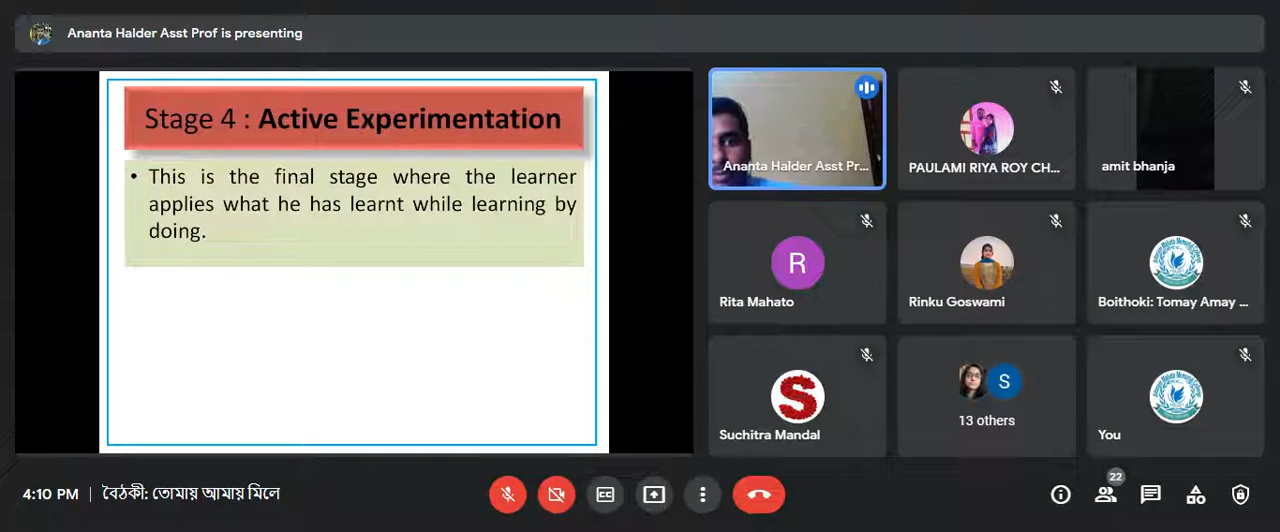 Ananta Halder Asst Prof is presenting
Stage 4 : Active Experimentation
• This is the final stage where the learner
applies what he has learnt while learning by
doing.
Ananta Halder Asst Pr...
PAULAMI RIYA ROY CH...
amit bhanja
R
Rita Mahato
Rinku Goswami
Boithoki: Tomay Amay ...
S
Suchitra Mandal
S
13 others
You
4:10 PM | বৈঠকী: তোমায় আমায় মিলে
CC
22